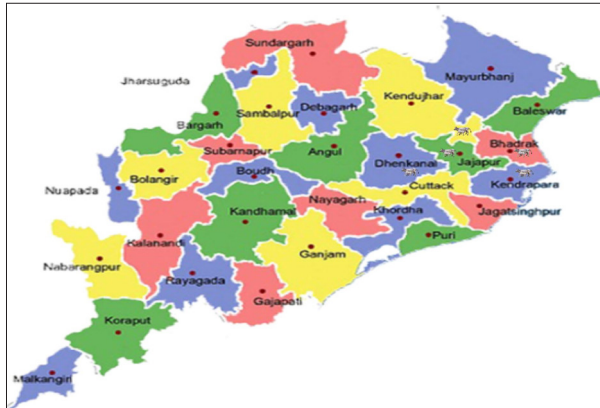 Sundargarh
Mayurbhanj
Jharsuguda
Kendujhar
Baleswar
Debagarh
Sambalpur
Bargarh
Bhadrak
Subarnapur
Angul
Dhenkanal
Jajapur
Boudh
Bolangir
Kendrapara
Cuttack
Nuapada
Nayagarh
Jagatsinghpur
Kandhamal
Khordha
Puri
Kalahandi
Ganjam
Nabarangpur
Rayagada
Gajapati
Koraput
Malkangiri